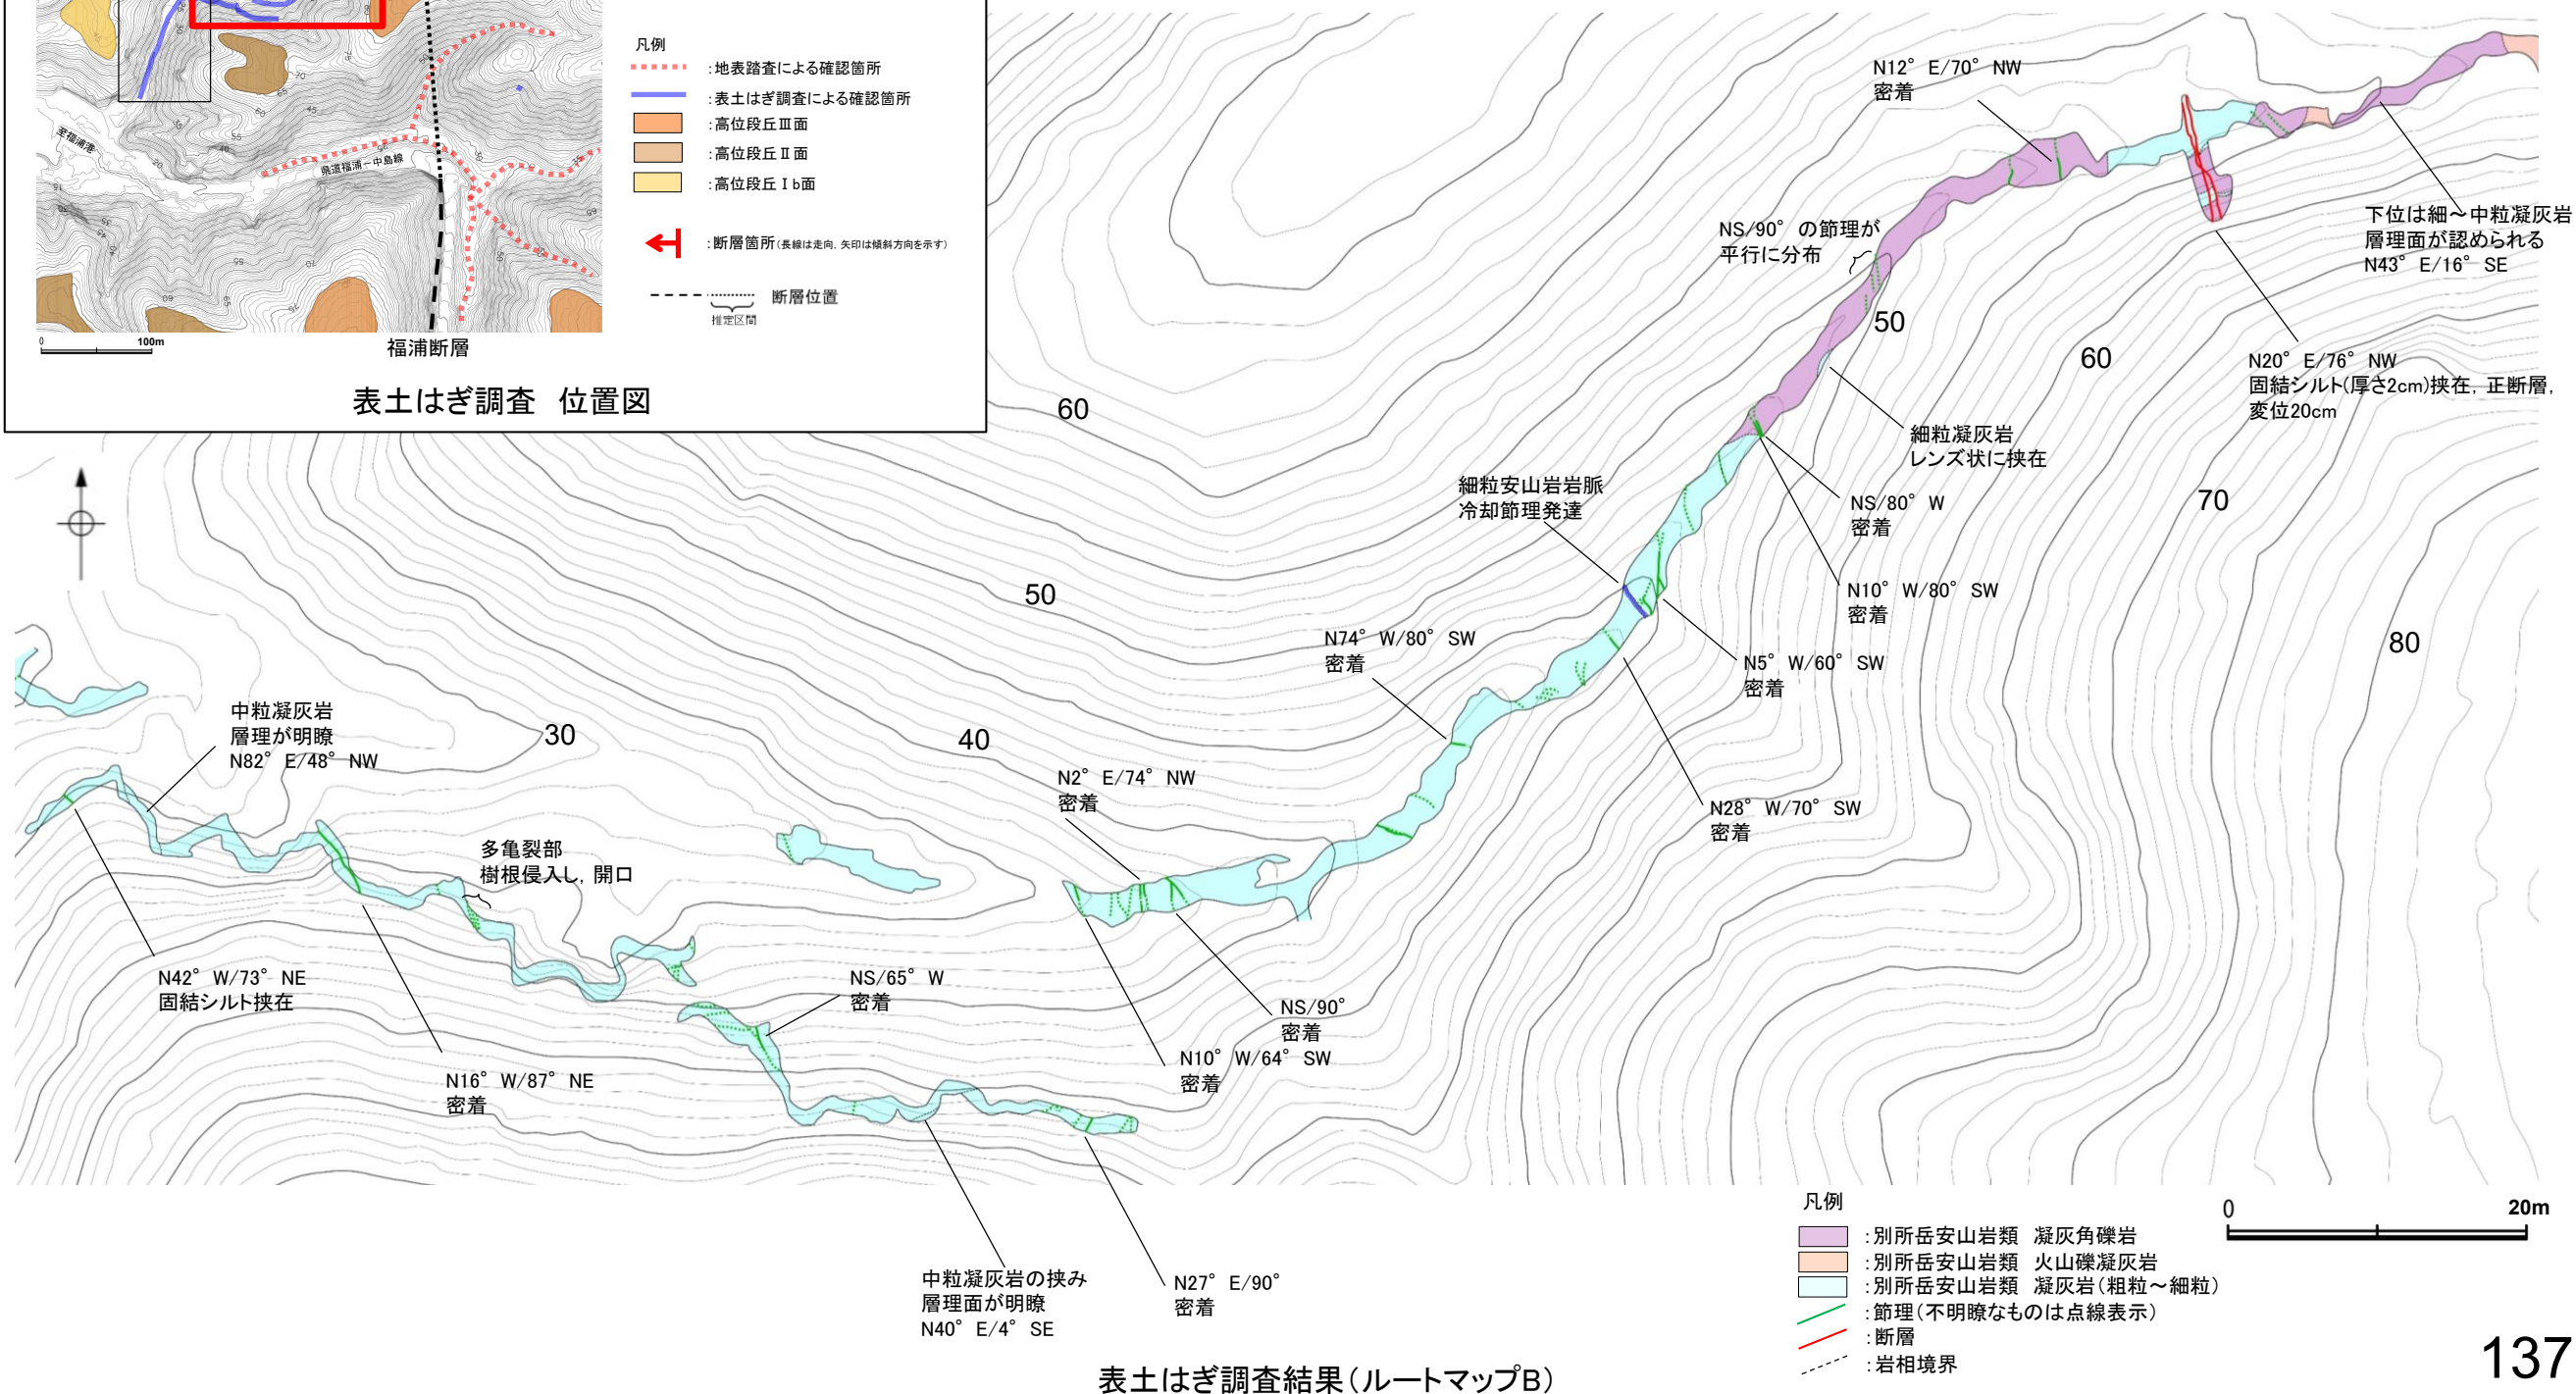 凡例
：地表踏査による確認箇所
：表土はぎ調査による確認箇所
：高位段丘Ⅲ面
：高位段丘Ⅱ面
：高位段丘Ⅰb面
：断層箇所（長線は走向，矢印は傾斜方向を示す）
断層位置
推定区間
至福浦港
県道福浦－中島線
0
100m
福浦断層
表土はぎ調査　位置図
N12°E/70°NW
密着
NS/90°の節理が
平行に分布
下位は細～中粒凝灰岩
層理面が認められる
N43°E/16°SE
N20°E/76°NW
固結シルト(厚さ2cm)挟在，正断層，
変位20cm
50
60
70
80
60
50
40
30
細粒凝灰岩
レンズ状に挟在
NS/80°W
密着
N10°W/80°SW
密着
細粒安山岩岩脈
冷却節理発達
N5°W/60°SW
密着
N74°W/80°SW
密着
N28°W/70°SW
密着
N2°E/74°NW
密着
中粒凝灰岩
層理が明瞭
N82°E/48°NW
多亀裂部
樹根侵入し，開口
N42°W/73°NE
固結シルト挟在
N16°W/87°NE
密着
NS/65°W
密着
NS/90°
密着
N10°W/64°SW
密着
中粒凝灰岩の挟み
層理面が明瞭
N40°E/4°SE
N27°E/90°
密着
凡例
：別所岳安山岩類　凝灰角礫岩
：別所岳安山岩類　火山礫凝灰岩
：別所岳安山岩類　凝灰岩（粗粒～細粒）
：節理（不明瞭なものは点線表示）
：断層
：岩相境界
0
20m
表土はぎ調査結果（ルートマップB）
137